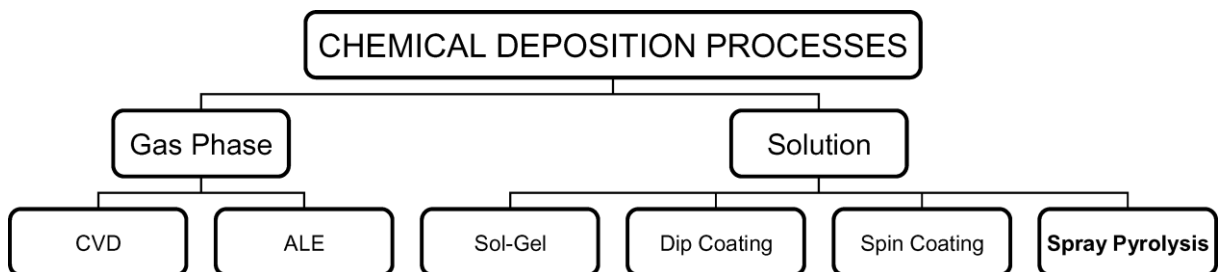 CHEMICAL DEPOSITION PROCESSES
Gas Phase
Solution
CVD
ALE
Sol-Gel
Dip Coating
Spin Coating
Spray Pyrolysis